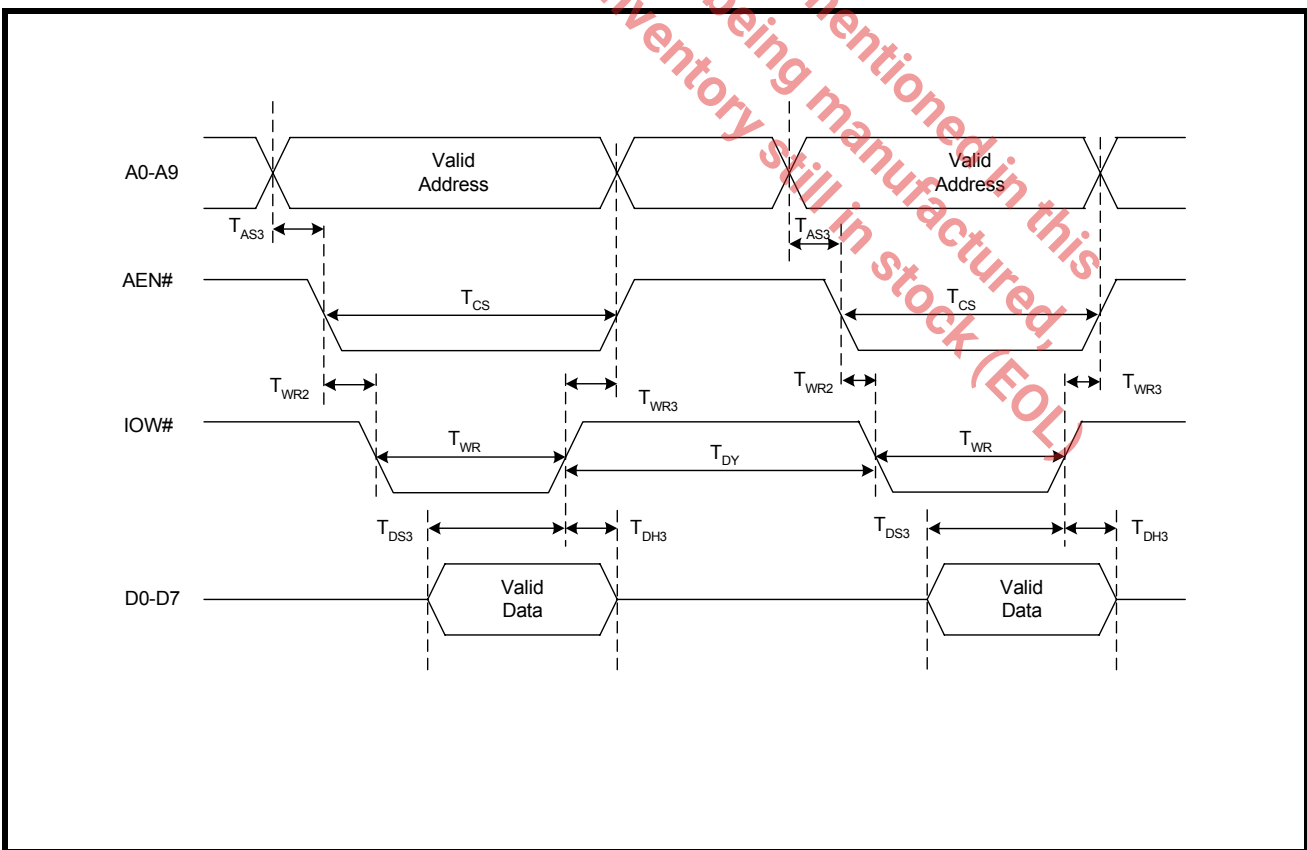 mentioned in this
being manufactured,
inventory still in stock (EOL)
A0-A9
Valid
Address
Valid
Address
TAS3
TAS3
AEN#
TCS
TCS
TWR2
TWR3
TWR2
TWR3
IOW#
TWR
TDY
TWR
TDS3
TDH3
TDS3
TDH3
D0-D7
Valid
Data
Valid
Data